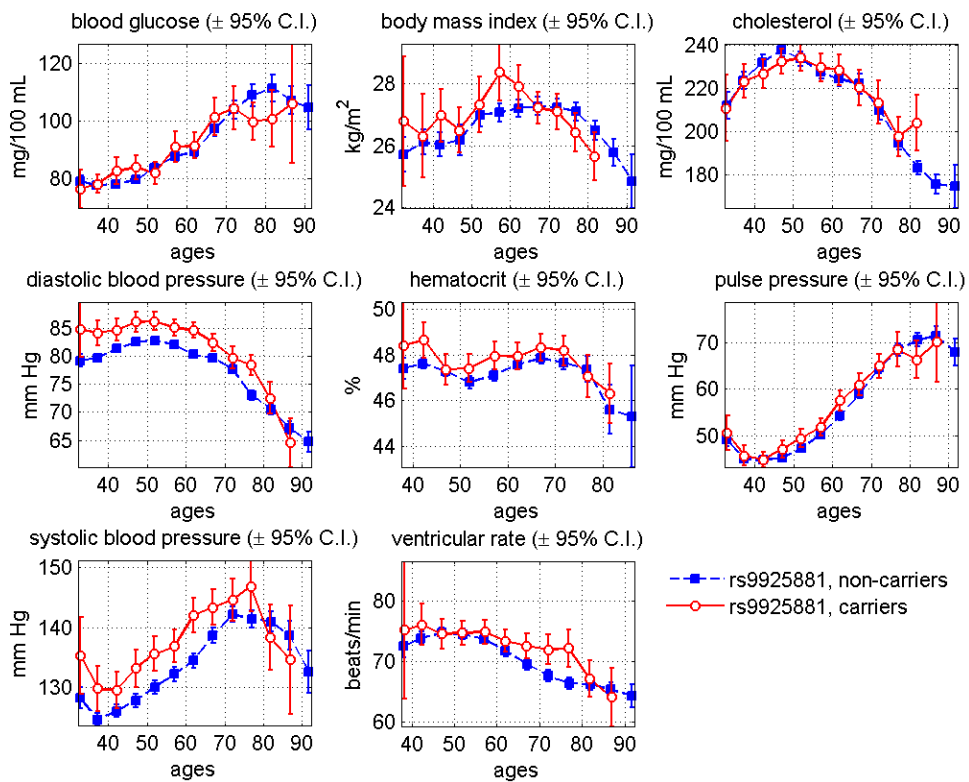 blood glucose (± 95% C.I.)
mg/100 mL
120
100
80
40 50 60 70 80 90
ages
body mass index (± 95% C.I.)
kg/m²
28
26
24
40 50 60 70 80 90
ages
cholesterol (± 95% C.I.)
mg/100 mL
240
220
200
180
40 50 60 70 80 90
ages
diastolic blood pressure (± 95% C.I.)
mm Hg
85
80
75
70
65
40 50 60 70 80 90
ages
hematocrit (± 95% C.I.)
%
50
48
46
44
40 50 60 70 80
ages
pulse pressure (± 95% C.I.)
mm Hg
70
60
50
40 50 60 70 80 90
ages
systolic blood pressure (± 95% C.I.)
mm Hg
150
140
130
40 50 60 70 80 90
ages
ventricular rate (± 95% C.I.)
beats/min
80
70
60
40 50 60 70 80 90
ages
rs9925881, non-carriers
rs9925881, carriers